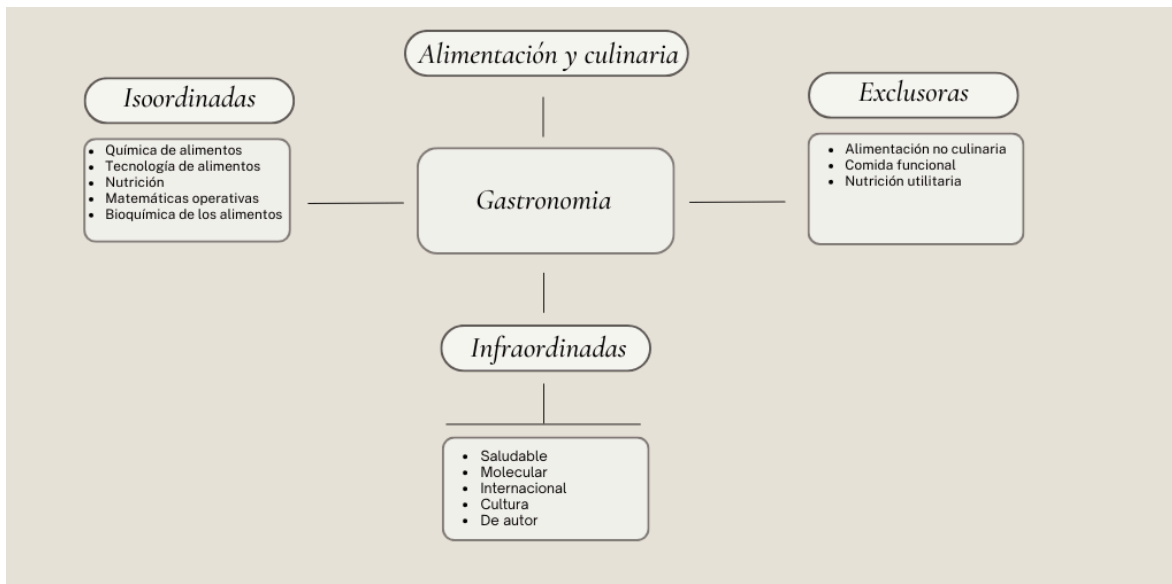 Alimentación y culinaria
Isoordinadas
Química de alimentos
Tecnología de alimentos
Nutrición
Matemáticas operativas
Bioquímica de los alimentos
Gastronomia
Exclusoras
Alimentación no culinaria
Comida funcional
Nutrición utilitaria
Infraordinadas
Saludable
Molecular
Internacional
Cultura
De autor